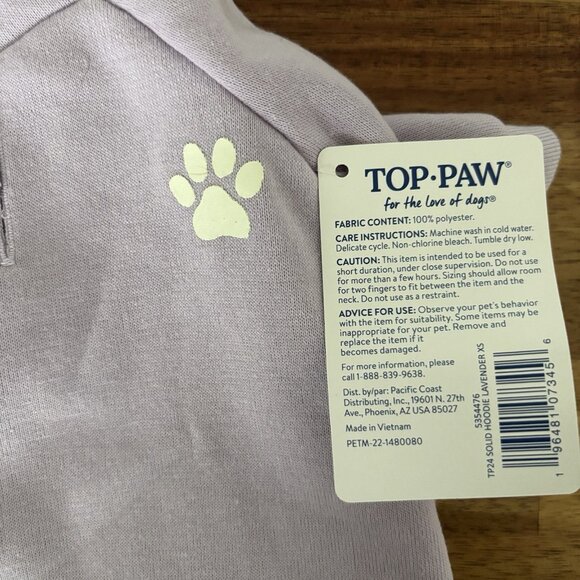 TOP·PAW®
for the love of dogs®
FABRIC CONTENT: 100% polyester.
CARE INSTRUCTIONS: Machine wash in cold water.
Delicate cycle. Non-chlorine bleach. Tumble dry low.
CAUTION: This item is intended to be used for a
short duration, under close supervision. Do not use
for more than a few hours. Sizing should allow room
for two fingers to fit between the item and the
neck. Do not use as a restraint.
ADVICE FOR USE: Observe your pet's behavior
with the item for suitability. Some items may be
inappropriate for your pet. Remove and
replace the item if it
becomes damaged.
For more information, please
call 1-888-839-9638.
Dist. by/par: Pacific Coast
Distributing, Inc., 19601 N. 27th
Ave., Phoenix, AZ USA 85027
Made in Vietnam
PETM-22-1480080
TP24 SOLID HOODIE LAVENDER XS
5354476
1 96481 07345 6